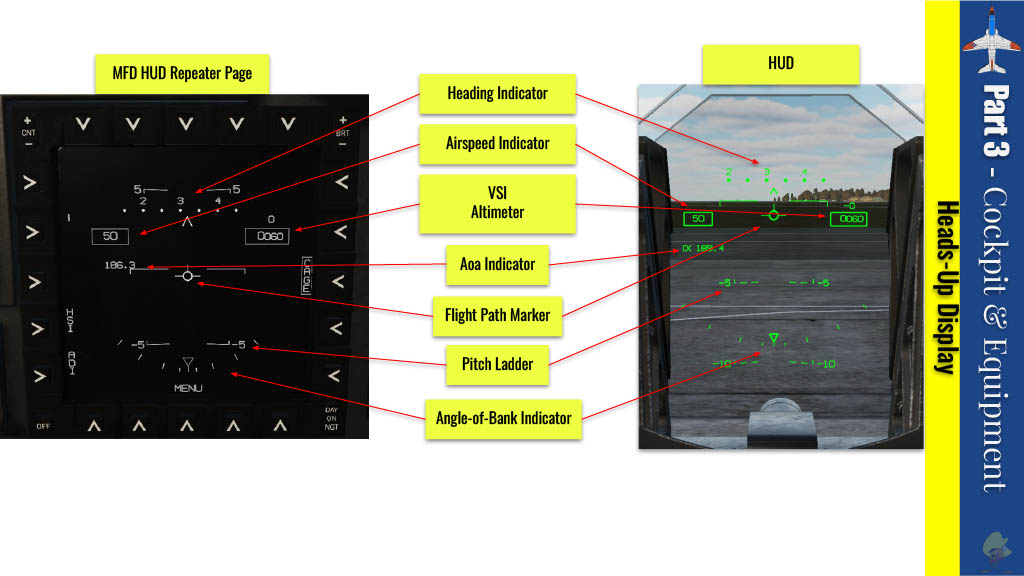 MFD HUD Repeater Page
HUD
Heading Indicator
Airspeed Indicator
VSI
Altimeter
Aoa Indicator
Flight Path Marker
Pitch Ladder
Angle-of-Bank Indicator
+
CNT
−
+
BRT
−
5 5
2 3 4
50
0
0060
186.3
CAGE
HSI
ADI
-5 -5
MENU
OFF
DAY
ON
NGT
2 3 4
50
-0
0060
IX 189.4
-5 -5
-10 -10
Part 3 - Cockpit & Equipment
Heads-Up Display